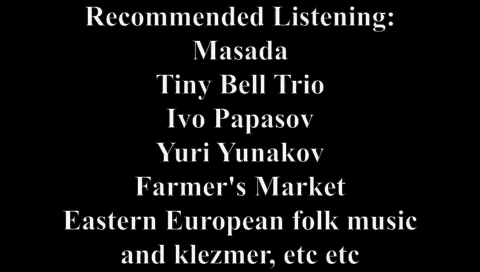 Recommended Listening:
Masada
Tiny Bell Trio
Ivo Papasov
Yuri Yunakov
Farmer's Market
Eastern European folk music
and klezmer, etc etc